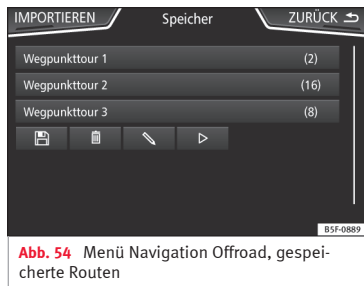 IMPORTIEREN Speicher ZURÜCK
Wegpunkttour 1 (2)
Wegpunkttour 2 (16)
Wegpunkttour 3 (8)
B5F-0889
Abb. 54 Menü Navigation Offroad, gespei-
cherte Routen